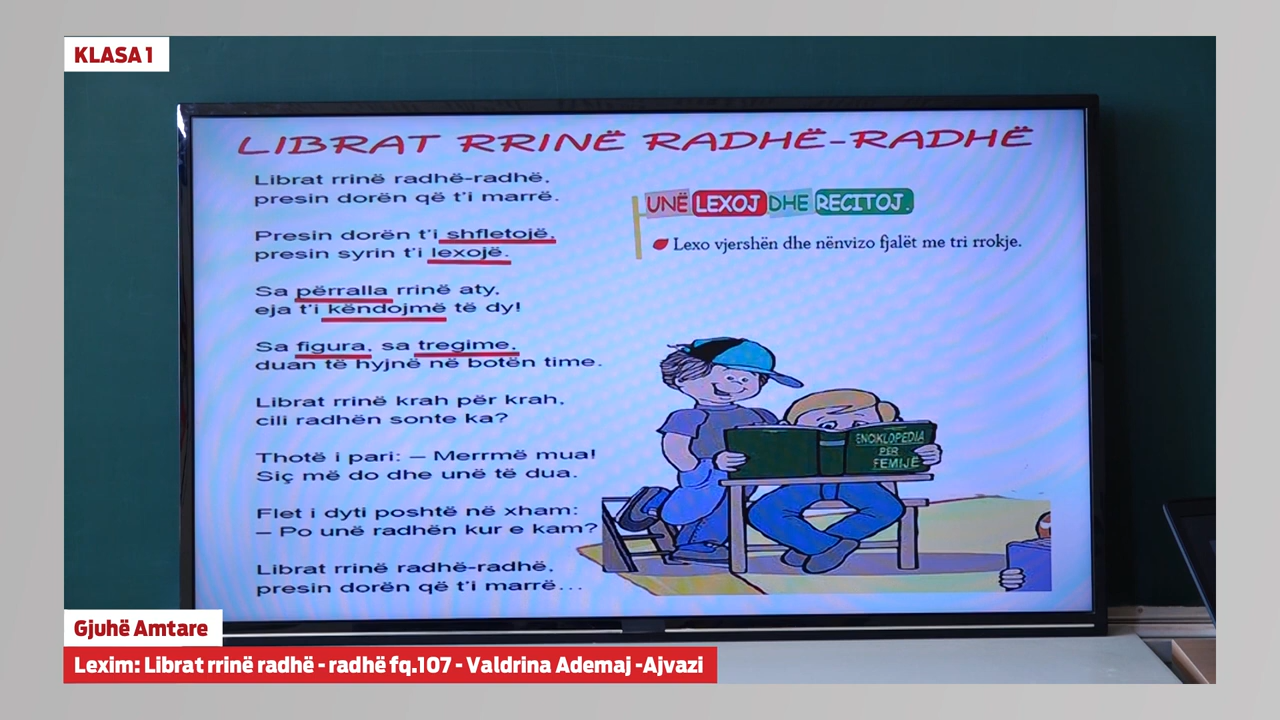 KLASA 1
LIBRAT RRINË RADHË-RADHË
Librat rrinë radhë-radhë,
presin dorën që t'i marrë.
Presin dorën t'i shfletojë,
presin syrin t'i lexojë.
Sa përralla rrinë aty,
eja t'i këndojmë të dy!
Sa figura, sa tregime,
duan të hyjnë në botën time.
Librat rrinë krah për krah,
cili radhën sonte ka?
Thotë i pari: – Merrmë mua!
Siç më do dhe unë të dua.
Flet i dyti poshtë në xham:
– Po unë radhën kur e kam?
Librat rrinë radhë-radhë,
presin dorën që t'i marrë...
UNË LEXOJ DHE RECITOJ.
Lexo vjershën dhe nënvizo fjalët me tri rrokje.
ENCIKLOPEDIA
PËR
FEMIJË
Gjuhë Amtare
Lexim: Librat rrinë radhë - radhë fq.107 - Valdrina Ademaj -Ajvazi